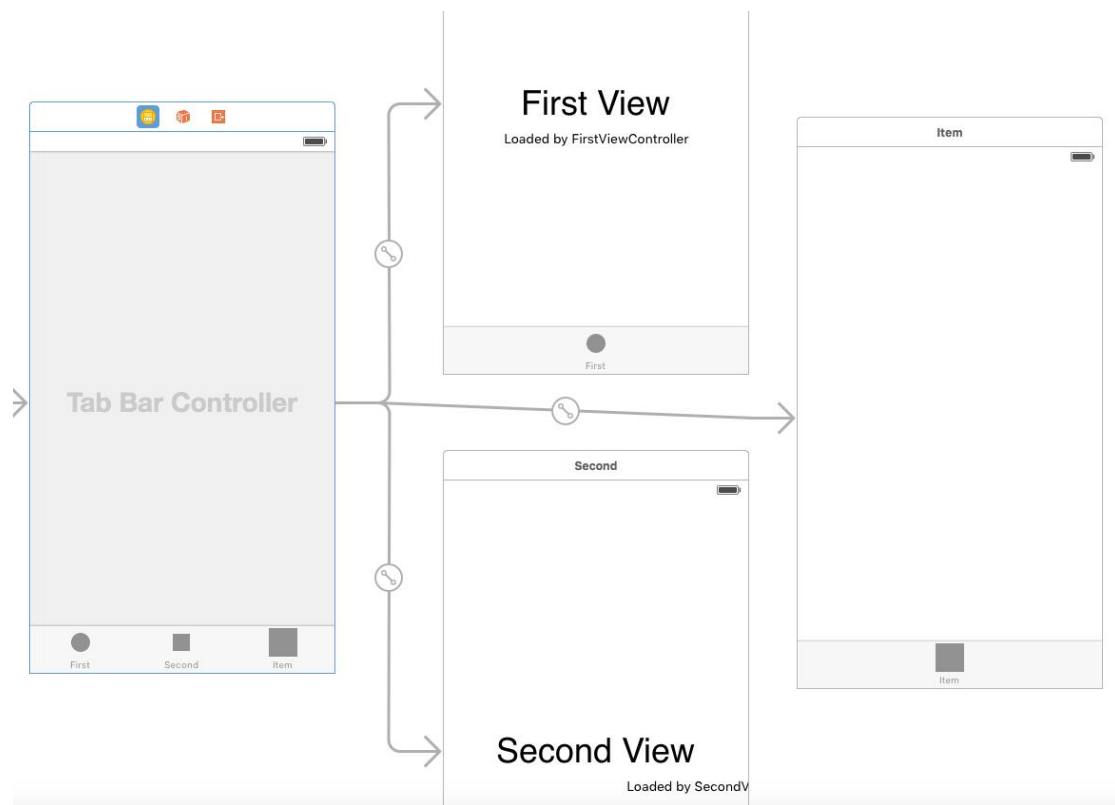 First View
Loaded by FirstViewController
First
Tab Bar Controller
First
Second
Item
Second
Second View
Loaded by SecondV
Item
Item